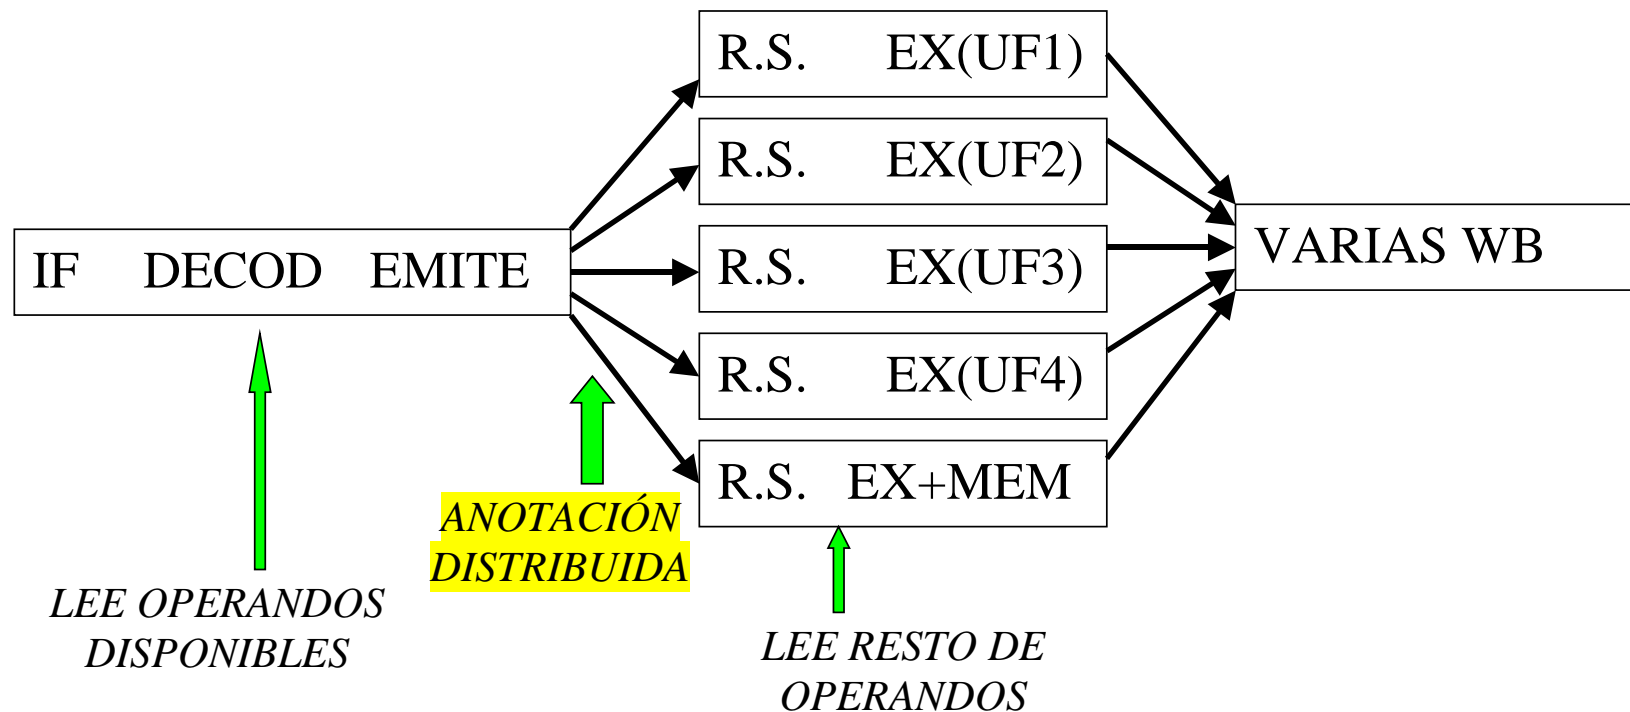 R.S. EX(UF1)
R.S. EX(UF2)
R.S. EX(UF3)
R.S. EX(UF4)
R.S. EX+MEM
IF DECOD EMITE
VARIAS WB
ANOTACIÓN
DISTRIBUIDA
LEE OPERANDOS
DISPONIBLES
LEE RESTO DE
OPERANDOS